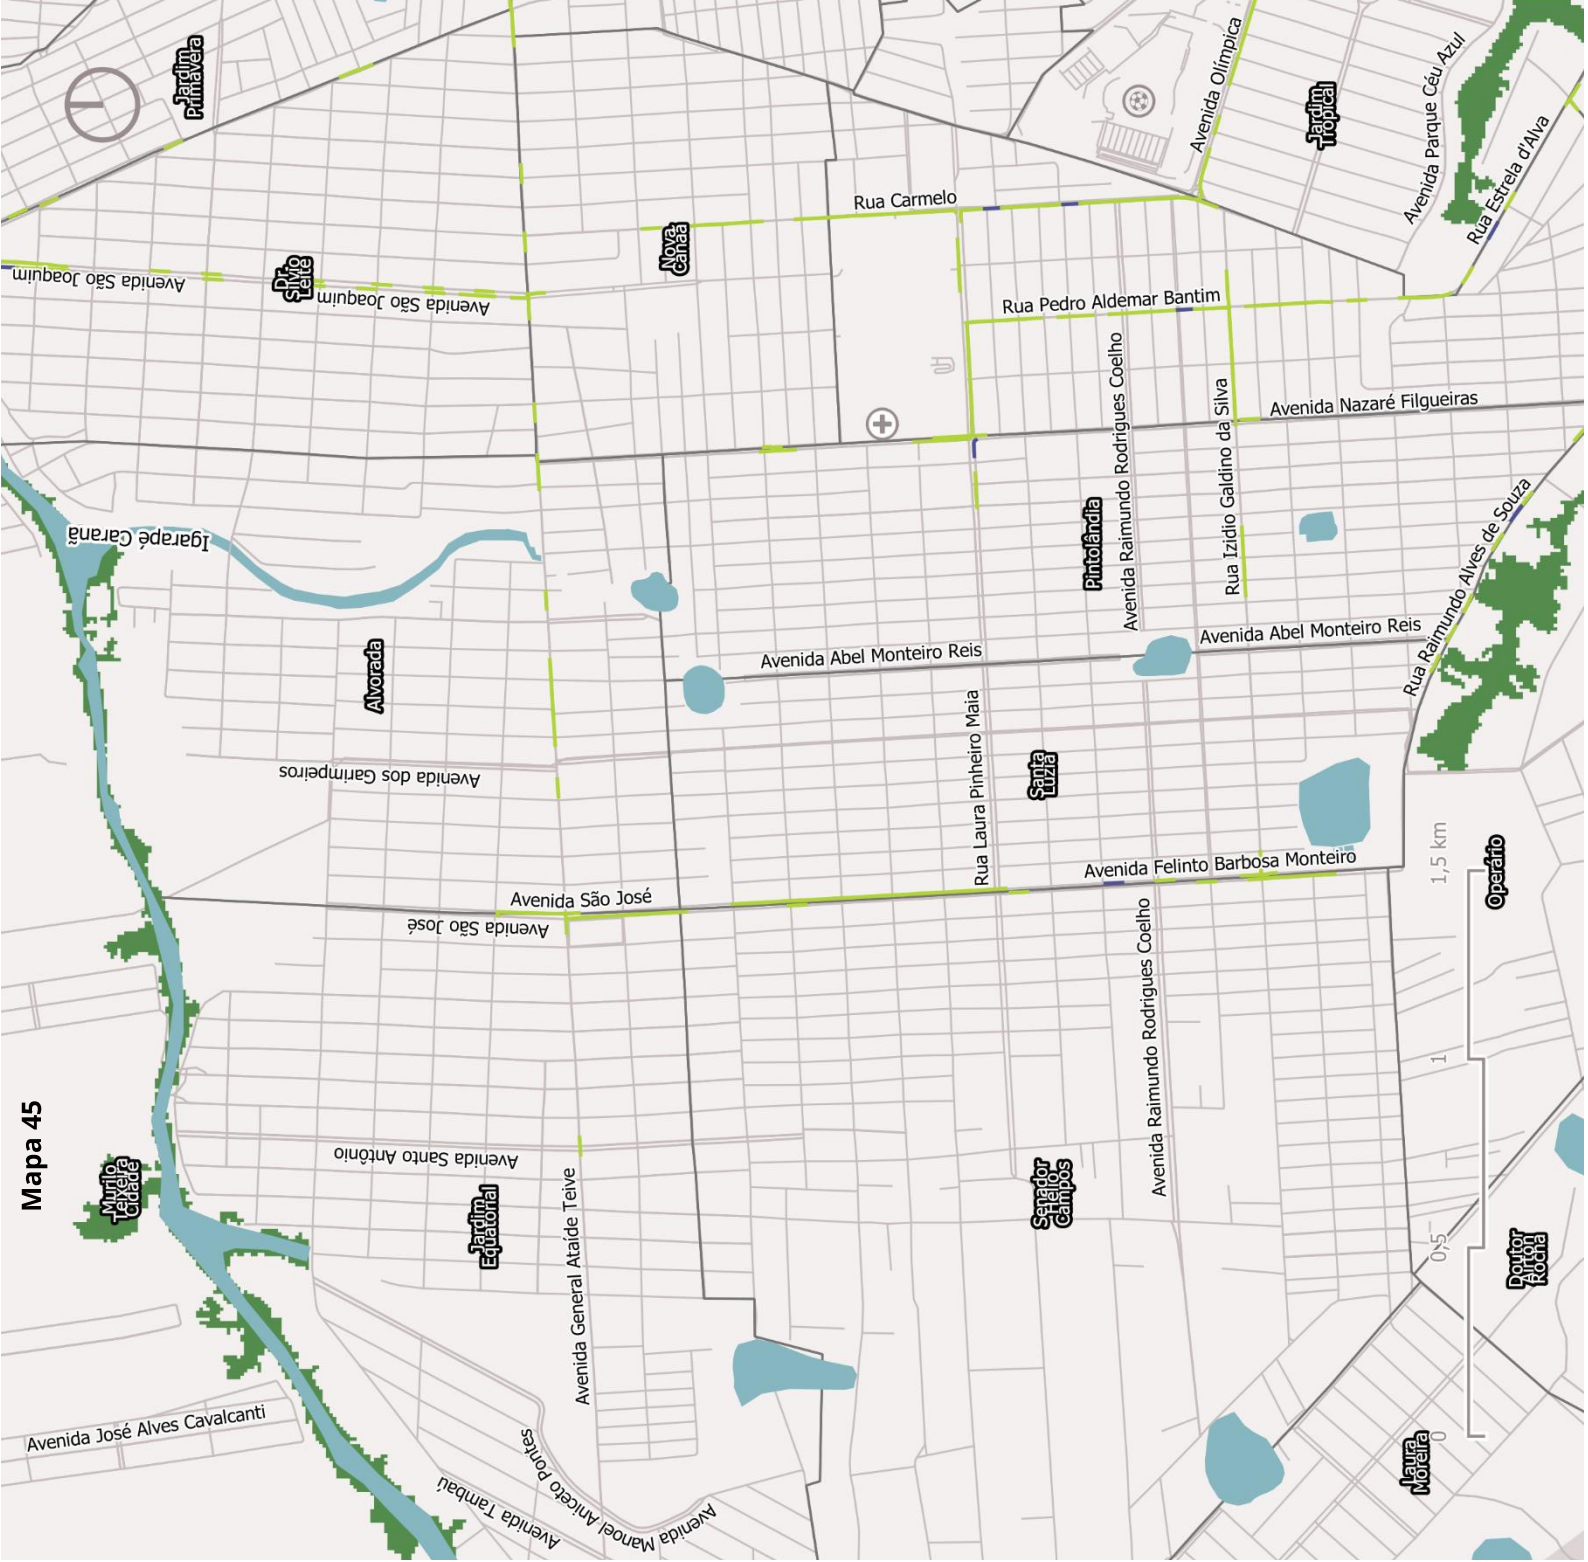 Mapa 45
Jardim
Primavera
Avenida Olímpica
Jardim
Tropical
Avenida Parque Céu Azul
Rua Estrela d'Alva
Rua Carmelo
Nova
Canaã
Avenida São Joaquim
Dr.
Silvio
Leite
Avenida São Joaquim
Rua Pedro Aldemar Bantim
Avenida Raimundo Rodrigues Coelho
Rua Izidio Galdino da Silva
Avenida Nazaré Filgueiras
Igarapé Caranã
Pintolândia
Rua Raimundo Alves de Souza
Alvorada
Avenida Abel Monteiro Reis
Avenida Abel Monteiro Reis
Avenida dos Garimpeiros
Rua Laura Pinheiro Maia
Santa
Luzia
Avenida Felinto Barbosa Monteiro
Avenida São José
Avenida São José
Operário
Avenida Raimundo Rodrigues Coelho
Murilo
Teixeira
Cidade
Avenida Santo Antônio
Jardim
Equatorial
Avenida General Ataíde Teive
Senador
Hélio
Campos
Doutor
Airton
Rocha
Avenida José Alves Cavalcanti
Avenida Tambaú
Avenida Manoel Aniceto Pontes
Laura
Moreira
0
0,5
1
1,5 km